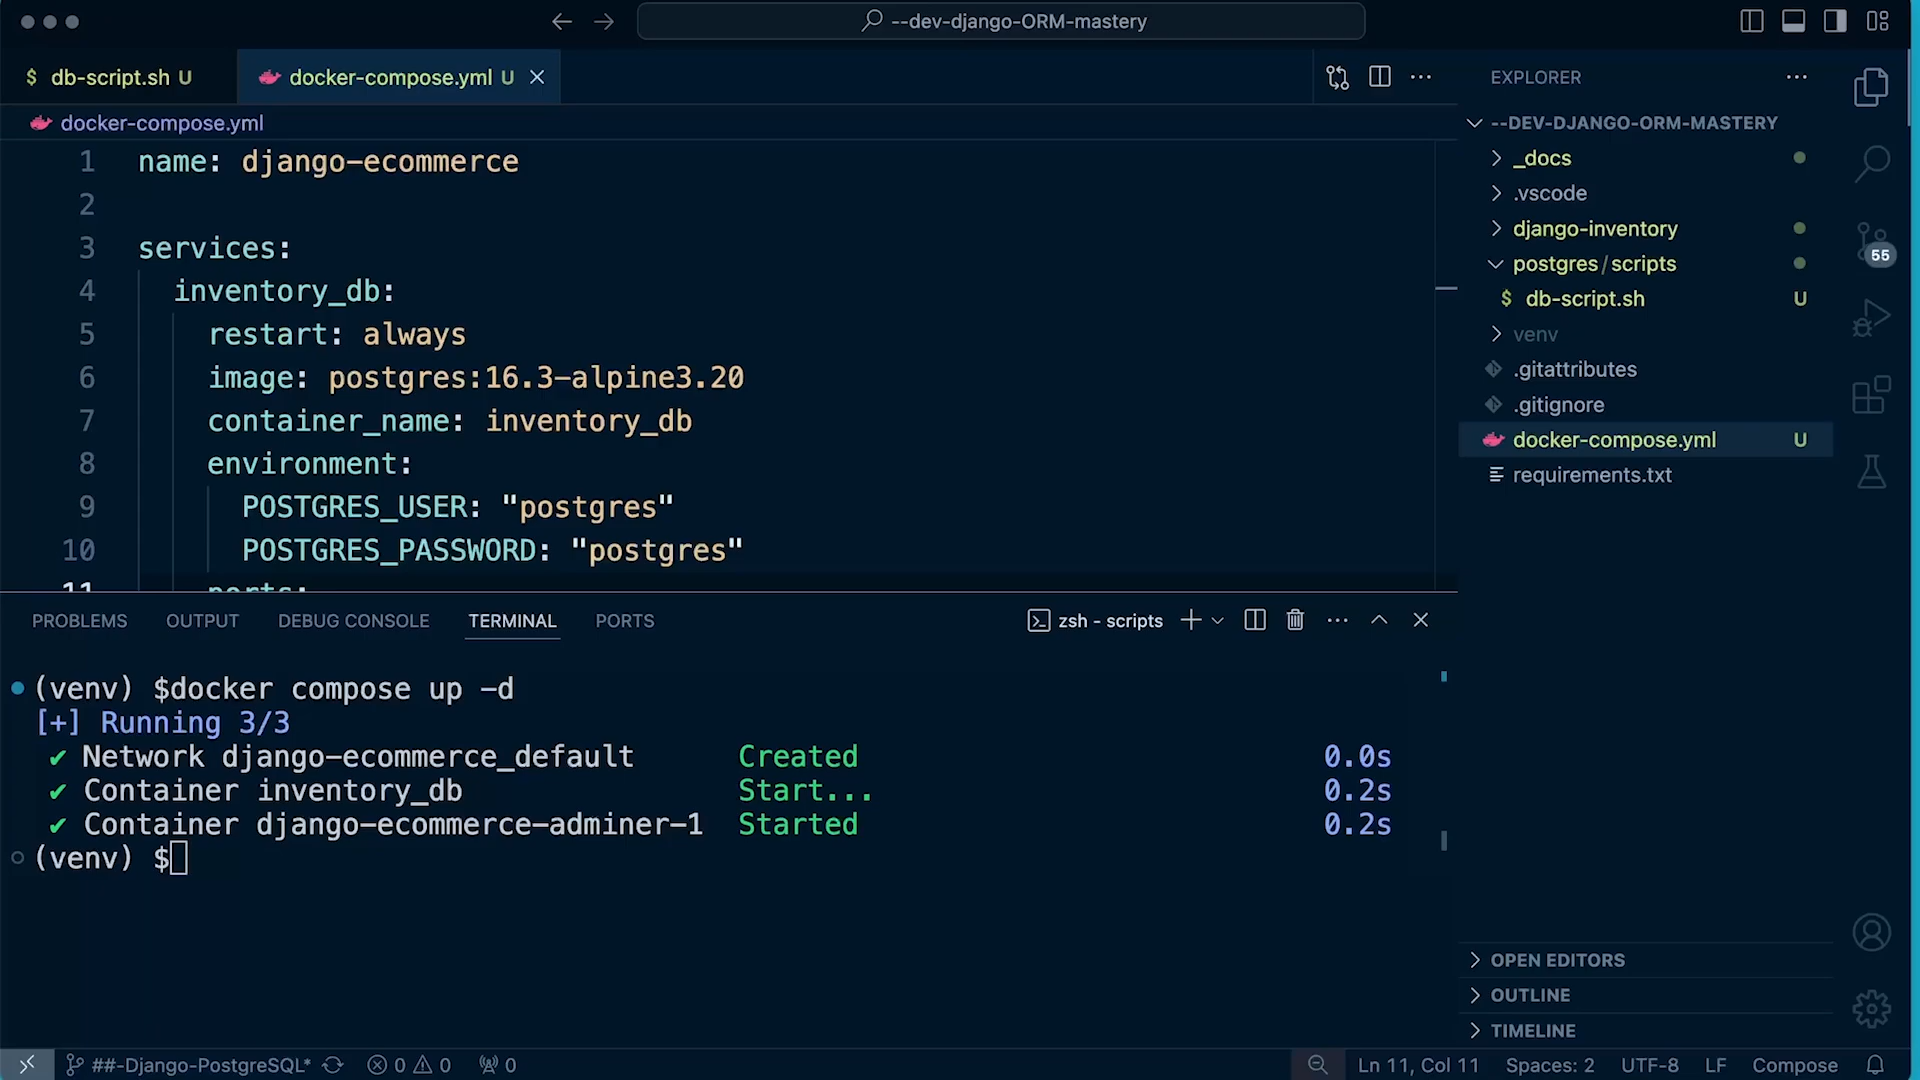 --dev-django-ORM-mastery
$ db-script.sh U
docker-compose.yml U
docker-compose.yml
1 name: django-ecommerce
2
3 services:
4 inventory_db:
5 restart: always
6 image: postgres:16.3-alpine3.20
7 container_name: inventory_db
8 environment:
9 POSTGRES_USER: "postgres"
10 POSTGRES_PASSWORD: "postgres"
11 ports:
PROBLEMS OUTPUT DEBUG CONSOLE TERMINAL PORTS
zsh - scripts
(venv) $docker compose up -d
[+] Running 3/3
✔ Network django-ecommerce_default Created 0.0s
✔ Container inventory_db Start... 0.2s
✔ Container django-ecommerce-adminer-1 Started 0.2s
(venv) $
EXPLORER
--DEV-DJANGO-ORM-MASTERY
_docs
.vscode
django-inventory
postgres/scripts
$ db-script.sh U
venv
.gitattributes
.gitignore
docker-compose.yml U
requirements.txt
55
OPEN EDITORS
OUTLINE
TIMELINE
##-Django-PostgreSQL* 0 0 0
Ln 11, Col 11 Spaces: 2 UTF-8 LF Compose